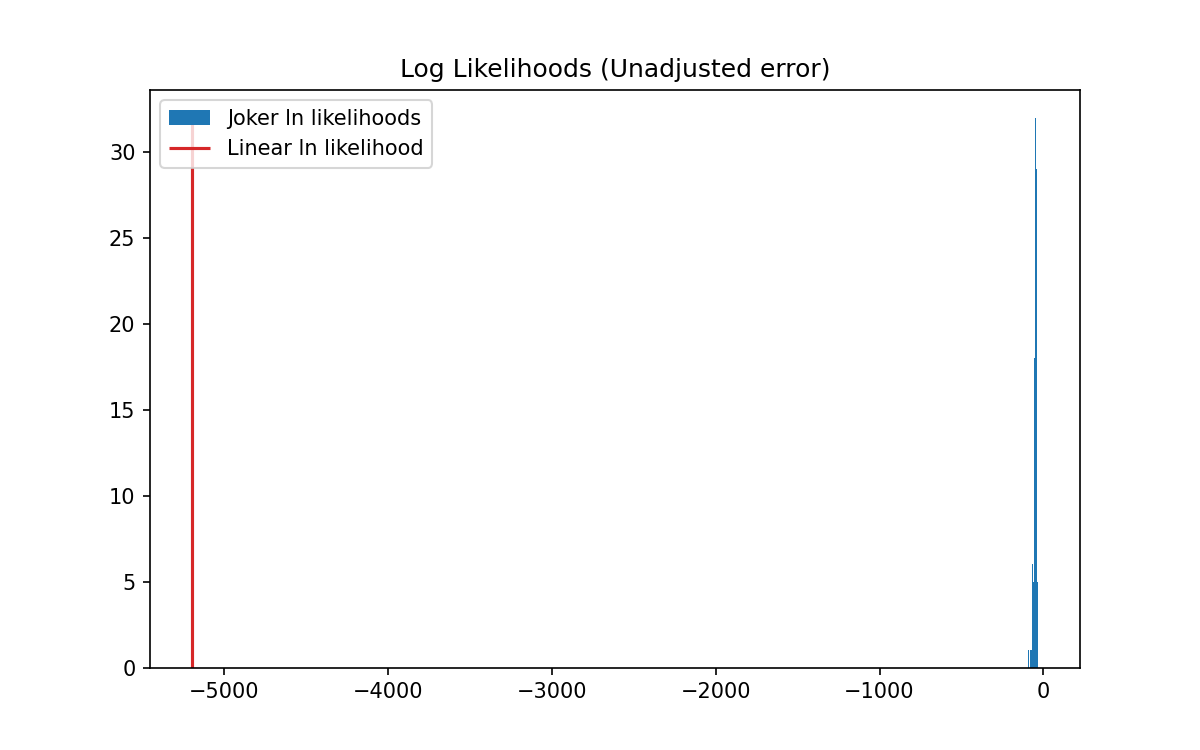 Log Likelihoods (Unadjusted error)
Joker ln likelihoods
Linear ln likelihood
30
25
20
15
10
5
0
−5000 −4000 −3000 −2000 −1000 0